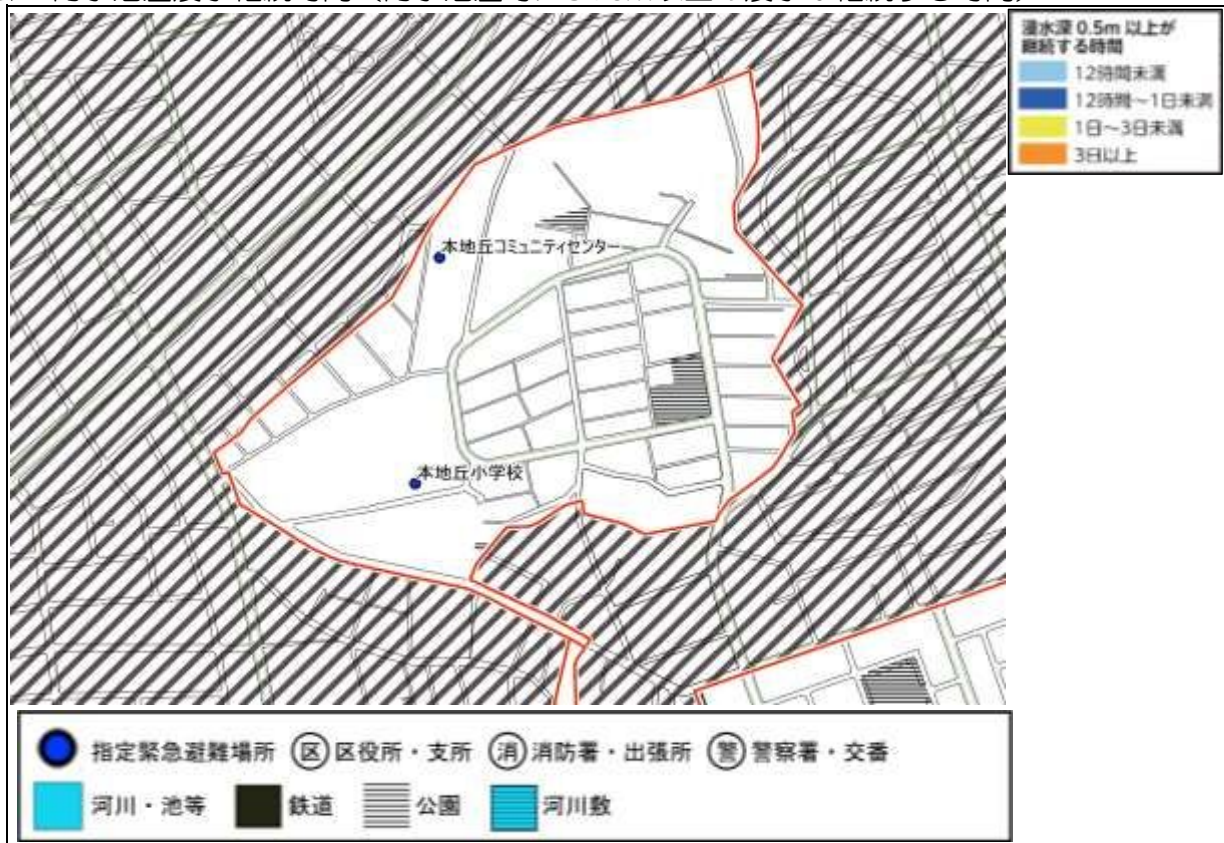 浸水深 0.5m 以上が
継続する時間
12時間未満
12時間～1日未満
1日～3日未満
3日以上
本地丘コミュニティセンター
本地丘小学校
指定緊急避難場所 区 区役所・支所 消 消防署・出張所 警 警察署・交番
河川・池等 鉄道 公園 河川敷